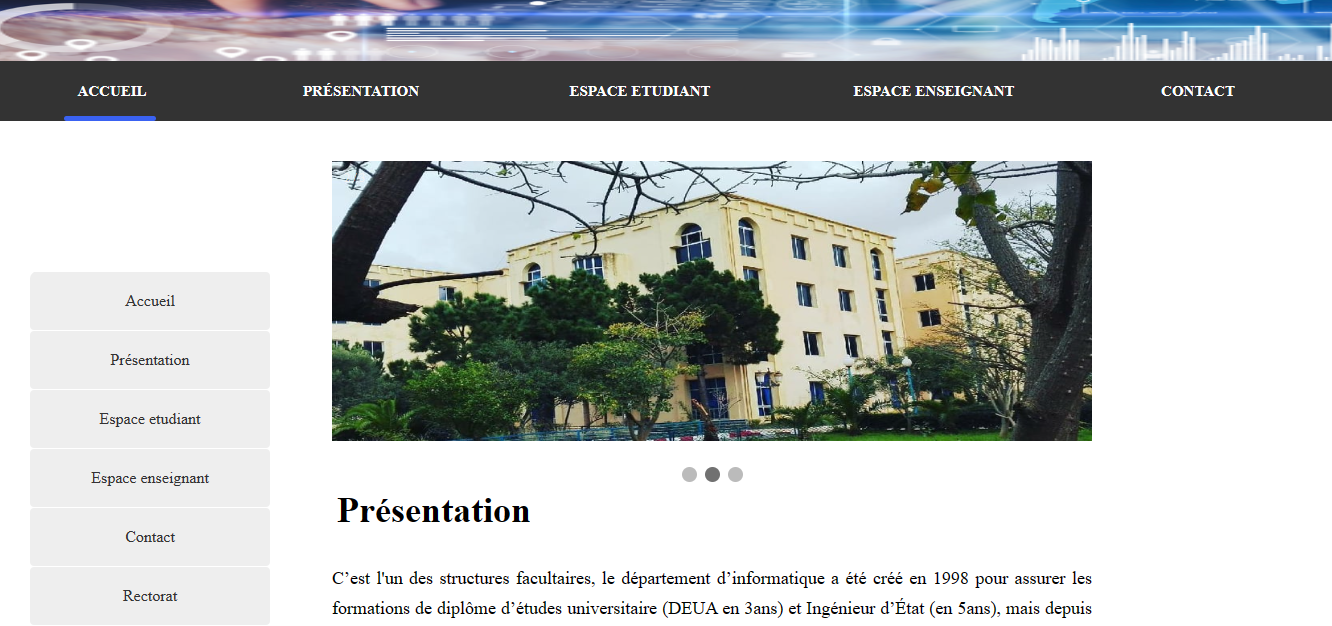 ACCUEIL PRÉSENTATION ESPACE ETUDIANT ESPACE ENSEIGNANT CONTACT
Accueil
Présentation
Espace etudiant
Espace enseignant
Contact
Rectorat
Présentation
C’est l'un des structures facultaires, le département d’informatique a été créé en 1998 pour assurer les
formations de diplôme d’études universitaire (DEUA en 3ans) et Ingénieur d’État (en 5ans), mais depuis